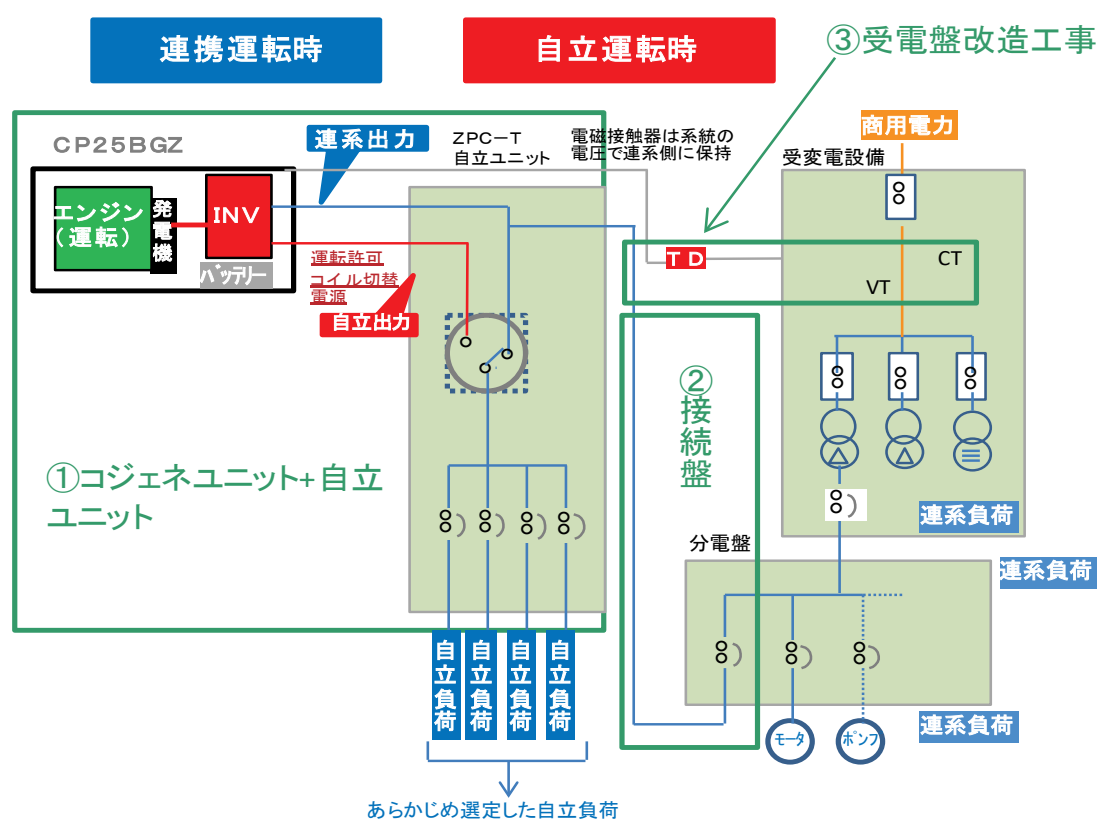 連携運転時
自立運転時
③受電盤改造工事
CP25BGZ
連系出力
ZPC-T
自立ユニット
電磁接触器は系統の
電圧で連系側に保持
商用電力
受変電設備
エンジン
(運転)
発電機
INV
バッテリー
運転許可
コイル切替
電源
自立出力
TD
CT
VT
②接続盤
①コジェネユニット+自立
ユニット
連系負荷
分電盤
連系負荷
自立負荷
自立負荷
自立負荷
自立負荷
連系負荷
モータ
ポンプ
あらかじめ選定した自立負荷